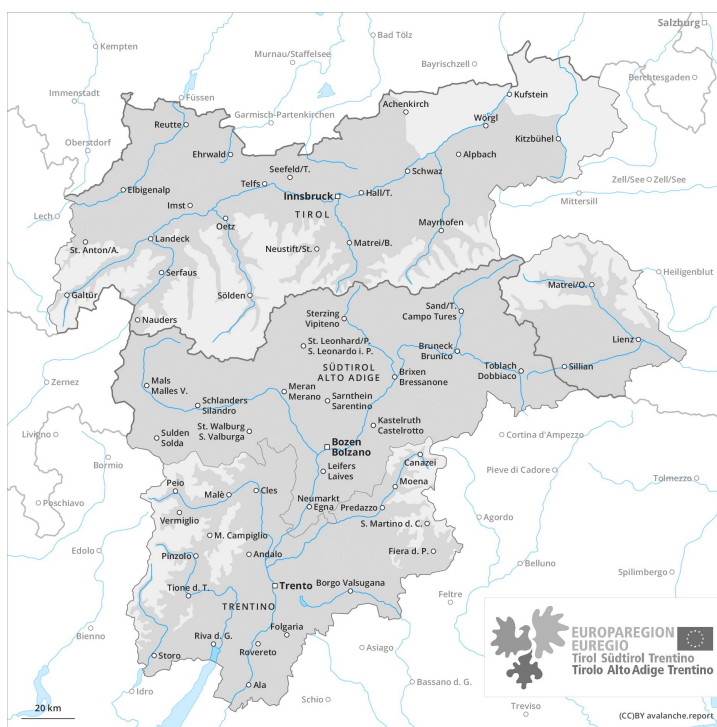 Salzburg
Kempten
Bad Tölz
Murnau/Staffelsee
Bayrischzell
Berchtesgaden
Immenstadt
Füssen
Kufstein
Achenkirch
Garmisch-Partenkirchen
Wörgl
Reutte
Kitzbühel
Oberstdorf
Ehrwald
Alpbach
Seefeld/T.
Schwaz
Zell/See
Zell/See
Telfs
Elbigenalp
Innsbruck
Hall/T.
Mittersill
Imst
TIROL
Lech
Oetz
Mayrhofen
Landeck
St. Anton/A.
Neustift/St.
Matrei/B.
Serfaus
Heiligenblut
Matrei/O.
Galtür
Sölden
Nauders
Sand/T.
Campo Tures
Sterzing
Vipiteno
Lienz
St. Leonhard/P.
S. Leonardo i. P.
Bruneck
Brunico
SÜDTIROL
ALTO ADIGE
Toblach
Dobbiaco
Sillian
Brixen
Bressanone
Zernez
Mals
Malles V.
Meran
Merano
Sarnthein
Sarentino
Schlanders
Silandro
Kastelruth
Castelrotto
St. Walburg
S. Valburga
Livigno
Sulden
Solda
Bozen
Bolzano
Cortina d'Ampezzo
Bormio
Canazei
Leifers
Laives
Pieve di Cadore
Tolmezzo
Peio
Malè
Cles
Moena
Poschiavo
Neumarkt
Egna
Predazzo
Vermiglio
Agordo
S. Martino d. C.
M. Campiglio
Edolo
Pinzolo
Andalo
Fiera d. P.
Belluno
Spilimbergo
Tione d. T.
Trento
Borgo Valsugana
Feltre
TRENTINO
Bienno
Folgaria
Riva d. G.
Rovereto
Asiago
Storo
Bassano d. G.
Idro
Ala
Schio
Treviso
20 km
EUROPAREGION
EUREGIO
Tirol Südtirol Trentino
Tirolo Alto Adige Trentino
(CC)BY avalanche.report